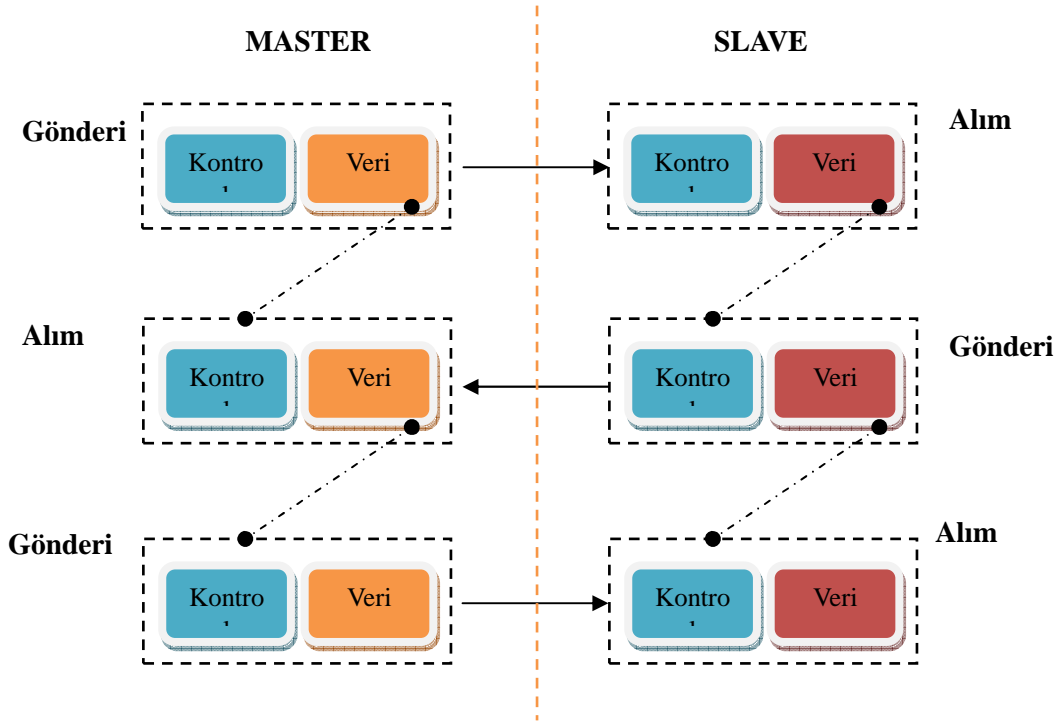 MASTER
SLAVE
Gönderi
Kontro
Veri
Kontro
Veri
Alım
Alım
Kontro
Veri
Kontro
Veri
Gönderi
Gönderi
Kontro
Veri
Kontro
Veri
Alım